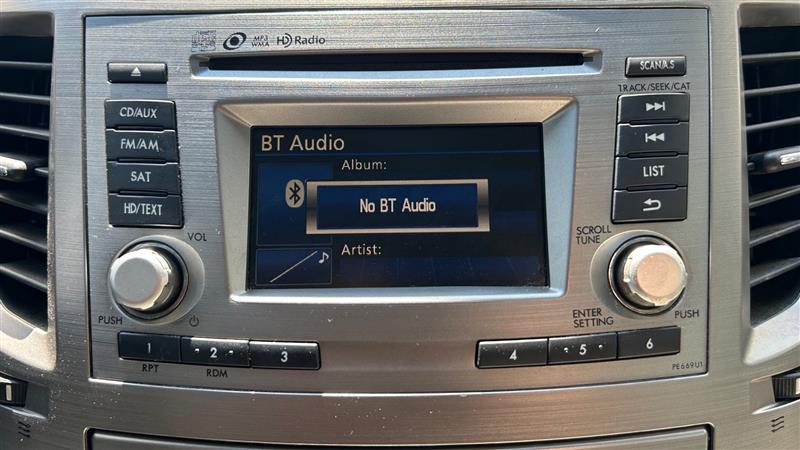 MP3
WMA
HD Radio
SCAN/A.S
TRACK/SEEK/CAT
CD/AUX
FM/AM
SAT
HD/TEXT
LIST
BT Audio
Album:
No BT Audio
Artist:
VOL
PUSH
SCROLL
TUNE
ENTER
SETTING
PUSH
1
2
3
4
5
6
RPT
RDM
PE669U1